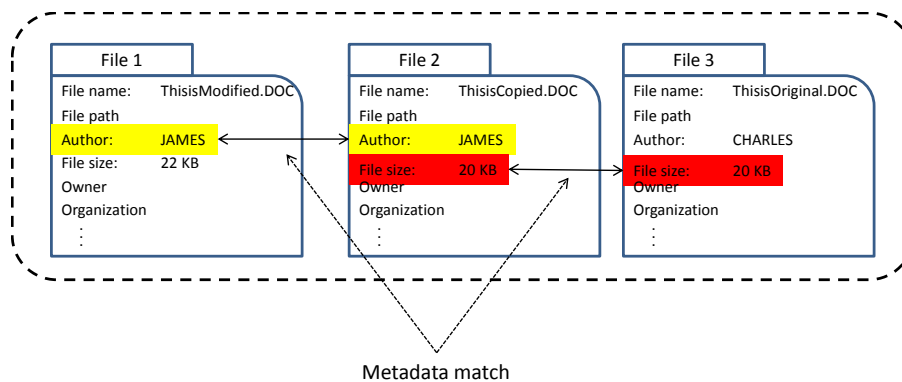 File 1
File name: ThisisModified.DOC
File path
Author: JAMES
File size: 22 KB
Owner
Organization
⋮
File 2
File name: ThisisCopied.DOC
File path
Author: JAMES
File size: 20 KB
Owner
Organization
⋮
File 3
File name: ThisisOriginal.DOC
File path
Author: CHARLES
File size: 20 KB
Owner
Organization
⋮
Metadata match